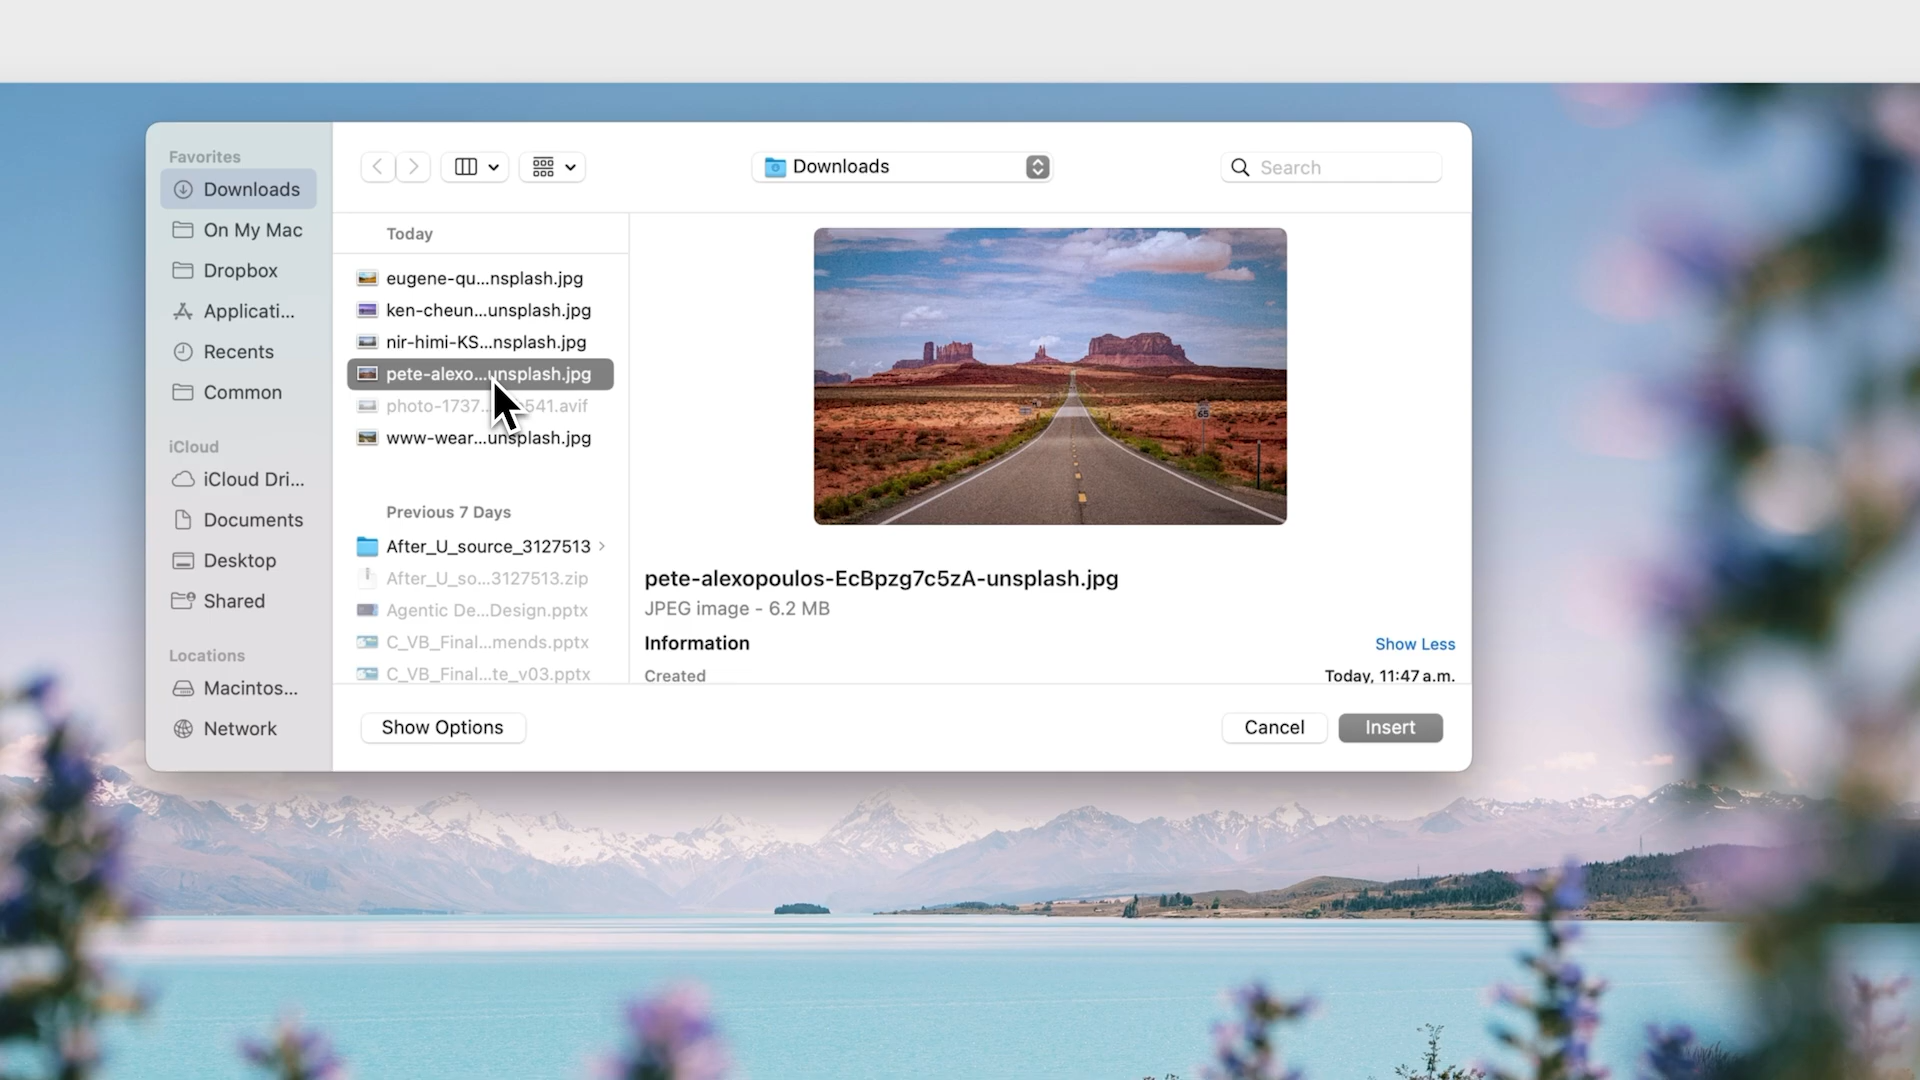 Favorites
Downloads
On My Mac
Dropbox
Applicati...
Recents
Common
iCloud
iCloud Dri...
Documents
Desktop
Shared
Locations
Macintos...
Network
Downloads
Search
Today
eugene-qu...nsplash.jpg
ken-cheun...unsplash.jpg
nir-himi-KS...nsplash.jpg
pete-alexo...unsplash.jpg
photo-1737... 541.avif
www-wear...unsplash.jpg
Previous 7 Days
After_U_source_3127513
After_U_so...3127513.zip
Agentic De...Design.pptx
C_VB_Final...mends.pptx
C_VB_Final...te_v03.pptx
65
pete-alexopoulos-EcBpzg7c5zA-unsplash.jpg
JPEG image - 6.2 MB
Information
Show Less
Created
Today, 11:47 a.m.
Show Options
Cancel
Insert